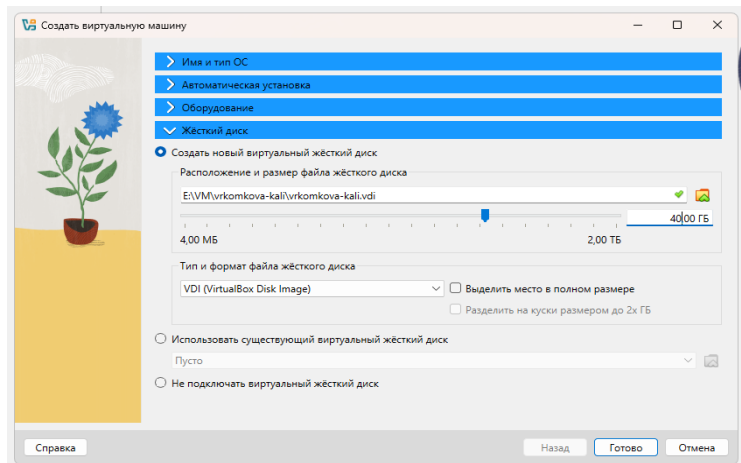 Создать виртуальную машину
Имя и тип ОС
Автоматическая установка
Оборудование
Жёсткий диск
Создать новый виртуальный жёсткий диск
Расположение и размер файла жёсткого диска
E:\VM\vrkomkova-kali\vrkomkova-kali.vdi
40,00 ГБ
4,00 МБ 2,00 ТБ
Тип и формат файла жёсткого диска
VDI (VirtualBox Disk Image) Выделить место в полном размере
Разделить на куски размером до 2х ГБ
Использовать существующий виртуальный жёсткий диск
Пусто
Не подключать виртуальный жёсткий диск
Справка Назад Готово Отмена